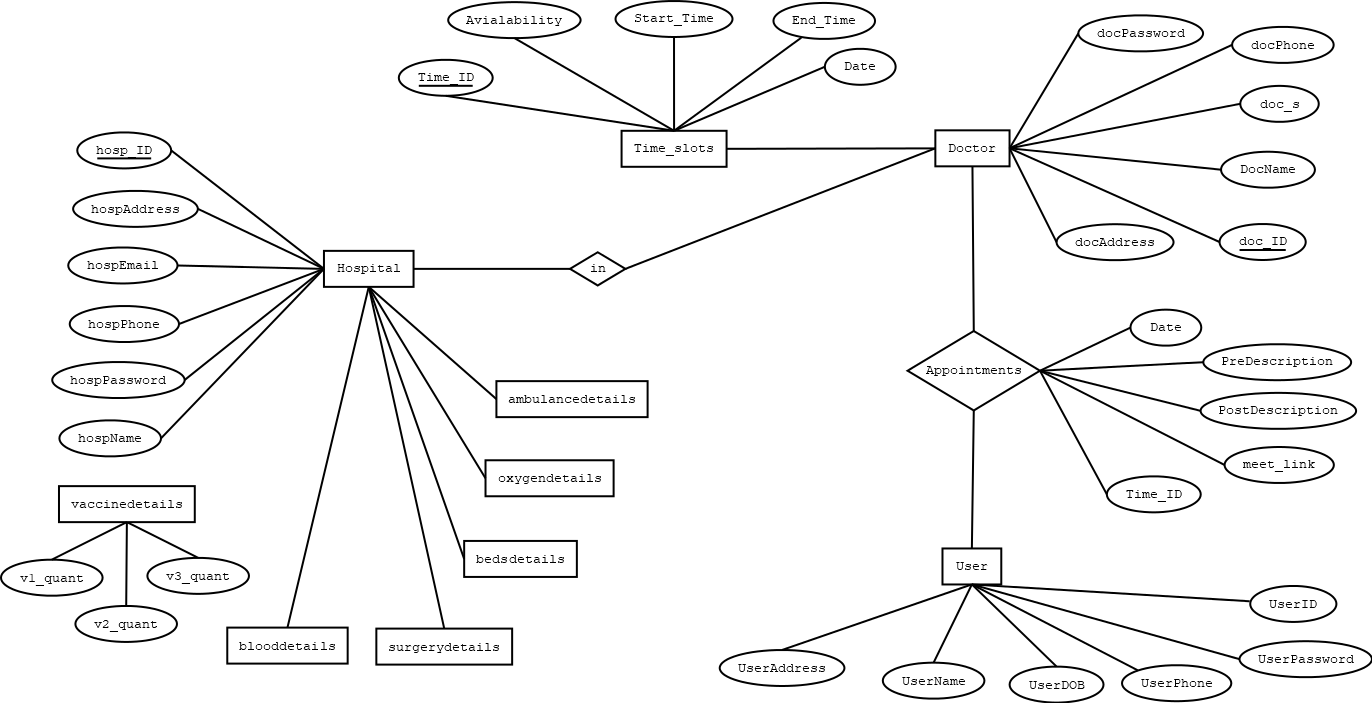 Avialability
Start_Time
End_Time
docPassword
docPhone
Time_ID
Date
doc_s
hosp_ID
Time_slots
Doctor
DocName
hospAddress
docAddress
doc_ID
hospEmail
Hospital
in
hospPhone
Date
PreDescription
hospPassword
Appointments
ambulancedetails
PostDescription
hospName
meet_link
oxygendetails
Time_ID
vaccinedetails
bedsdetails
User
v1_quant
v3_quant
v2_quant
UserID
blooddetails
surgerydetails
UserAddress
UserName
UserDOB
UserPhone
UserPassword